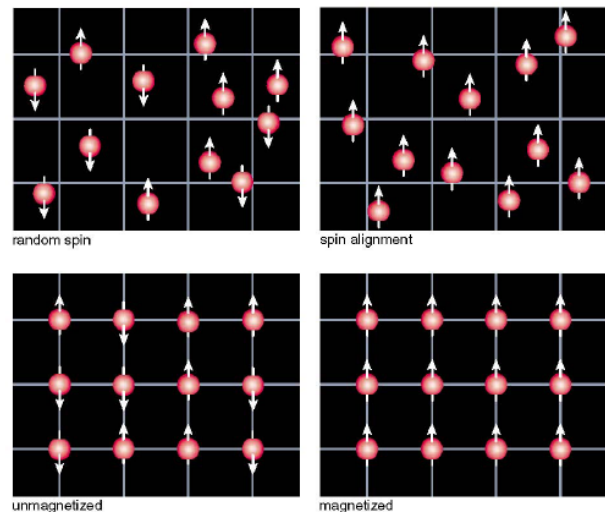 random spin
spin alignment
unmagnetized
magnetized